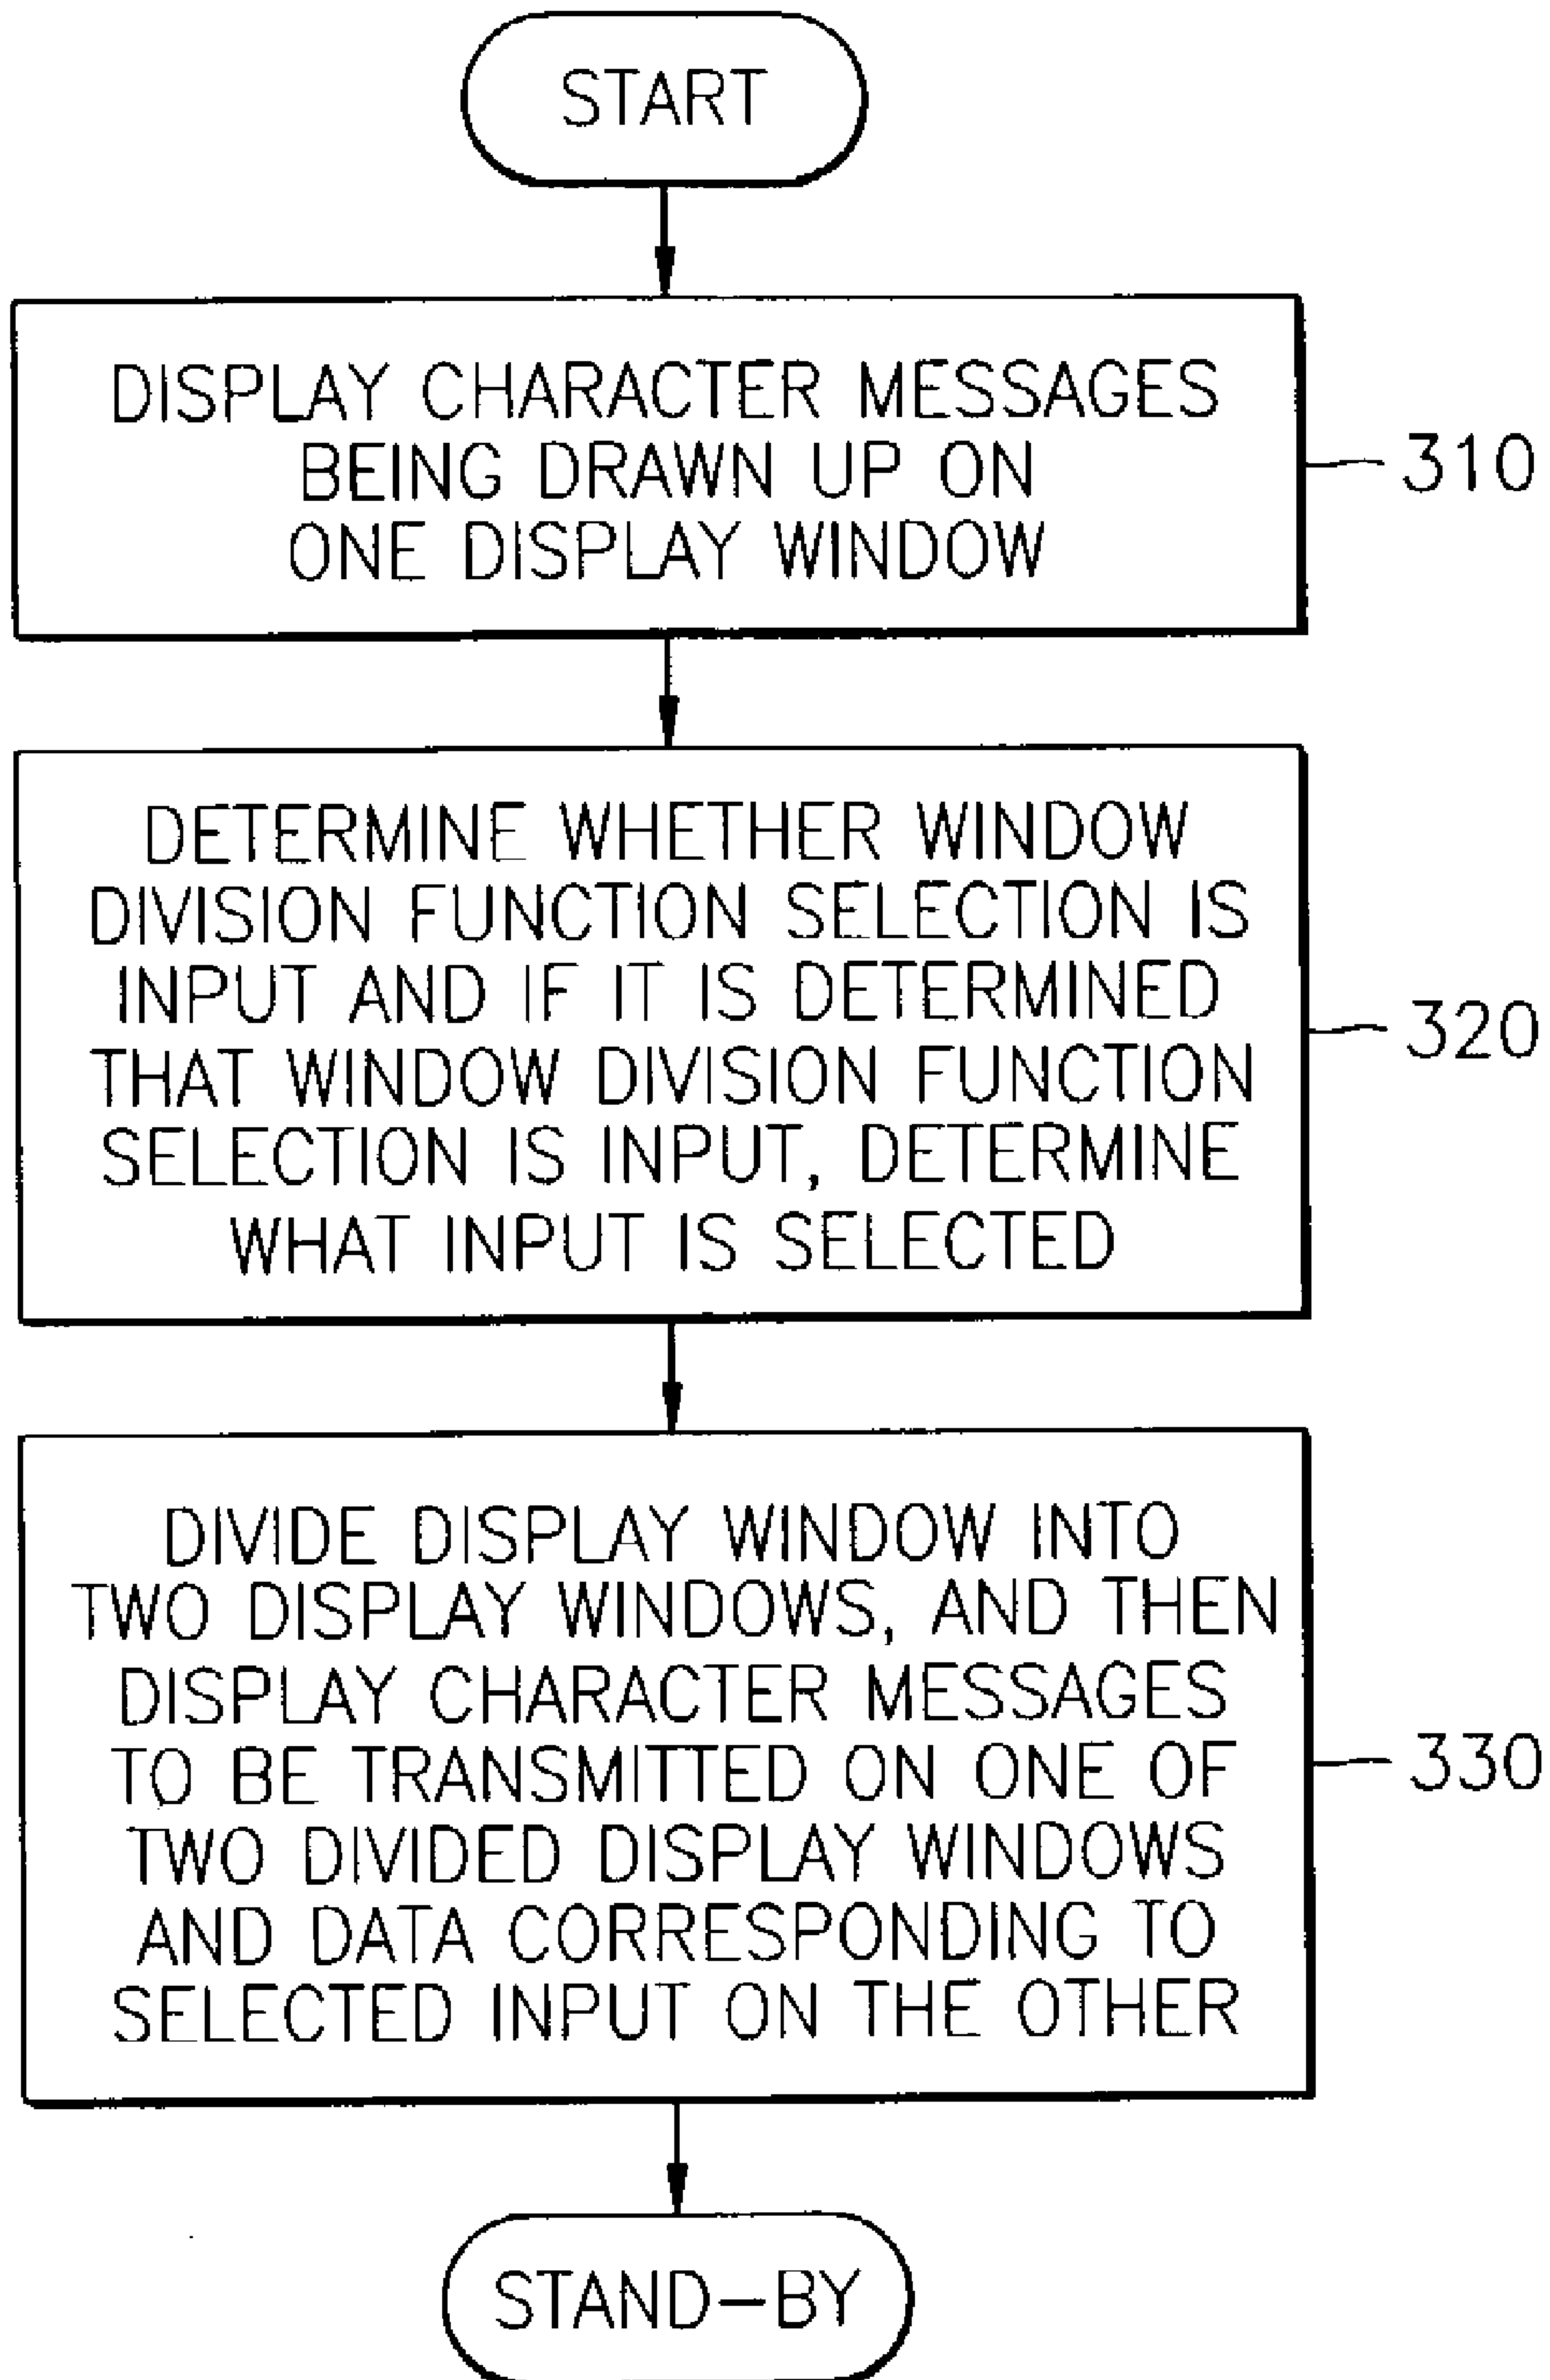 START
DISPLAY CHARACTER MESSAGES
BEING DRAWN UP ON
ONE DISPLAY WINDOW
310
DETERMINE WHETHER WINDOW
DIVISION FUNCTION SELECTION IS
INPUT AND IF IT IS DETERMINED
THAT WINDOW DIVISION FUNCTION
SELECTION IS INPUT, DETERMINE
WHAT INPUT IS SELECTED
320
DIVIDE DISPLAY WINDOW INTO
TWO DISPLAY WINDOWS, AND THEN
DISPLAY CHARACTER MESSAGES
TO BE TRANSMITTED ON ONE OF
TWO DIVIDED DISPLAY WINDOWS
AND DATA CORRESPONDING TO
SELECTED INPUT ON THE OTHER
330
STAND-BY